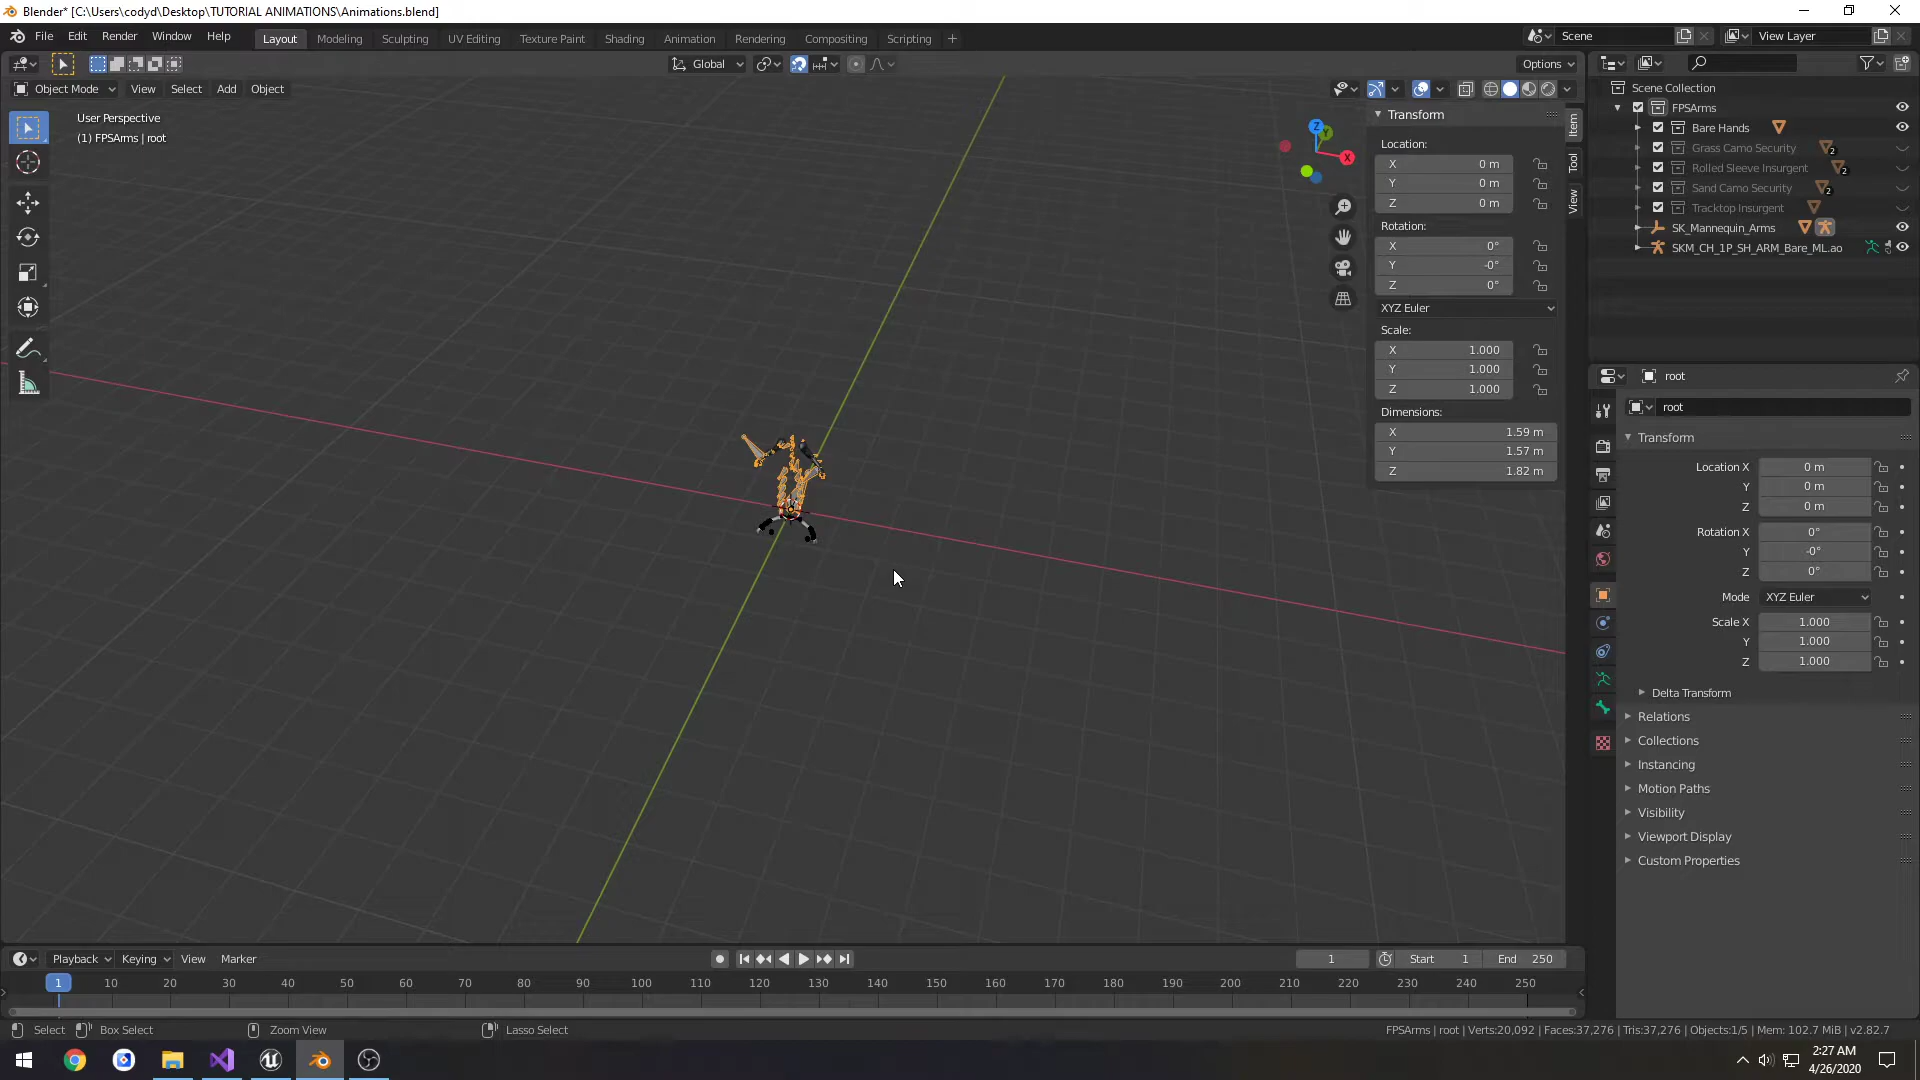 Blender* [C:\Users\codyd\Desktop\TUTORIAL ANIMATIONS\Animations.blend]
File Edit Render Window Help Layout Modeling Sculpting UV Editing Texture Paint Shading Animation Rendering Compositing Scripting + Scene View Layer
Global Options
Object Mode View Select Add Object
User Perspective
(1) FPSArms | root
Z Y X
Transform
Location:
X 0 m
Y 0 m
Z 0 m
Rotation:
X 0°
Y -0°
Z 0°
XYZ Euler
Scale:
X 1.000
Y 1.000
Z 1.000
Dimensions:
X 1.59 m
Y 1.57 m
Z 1.82 m
Item
Tool
View
Scene Collection
FPSArms
Bare Hands
Grass Camo Security 2
Rolled Sleeve Insurgent 2
Sand Camo Security 2
Tracktop Insurgent
SK_Mannequin_Arms
SKM_CH_1P_SH_ARM_Bare_ML.ao
root
root
Transform
Location X 0 m
Y 0 m
Z 0 m
Rotation X 0°
Y -0°
Z 0°
Mode XYZ Euler
Scale X 1.000
Y 1.000
Z 1.000
Delta Transform
Relations
Collections
Instancing
Motion Paths
Visibility
Viewport Display
Custom Properties
Playback Keying View Marker 1 Start 1 End 250
1 10 20 30 40 50 60 70 80 90 100 110 120 130 140 150 160 170 180 190 200 210 220 230 240 250
Select Box Select Zoom View Lasso Select FPSArms | root | Verts:20,092 | Faces:37,276 | Tris:37,276 | Objects:1/5 | Mem: 102.7 MiB | v2.82.7
2:27 AM
4/26/2020